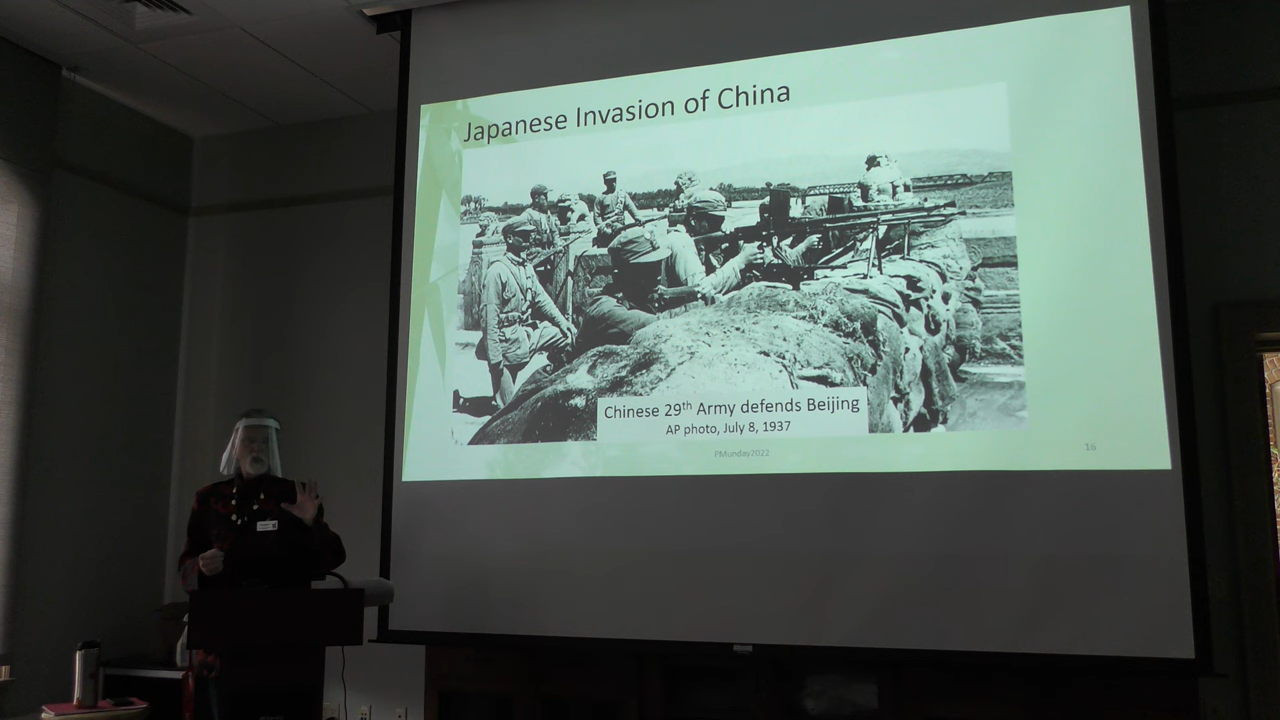 Japanese Invasion of China
Chinese 29th Army defends Beijing
AP photo, July 8, 1937
PMunday2022
16